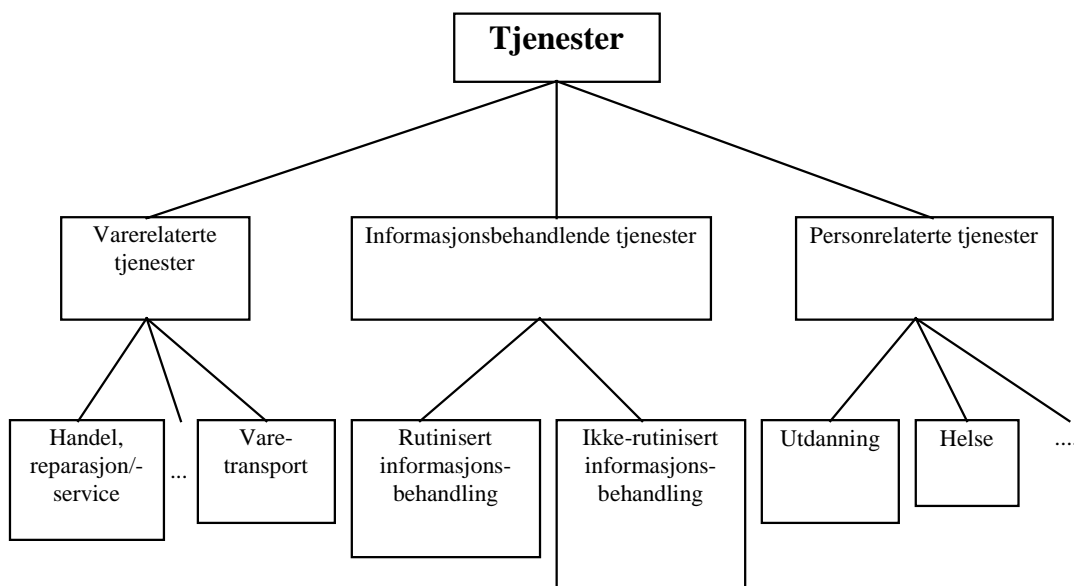 Tjenester
Varerelaterte
tjenester
Informasjonsbehandlende tjenester
Personrelaterte tjenester
Handel,
reparasjon/-
service
...
Vare-
transport
Rutinisert
informasjons-
behandling
Ikke-rutinisert
informasjons-
behandling
Utdanning
Helse
....